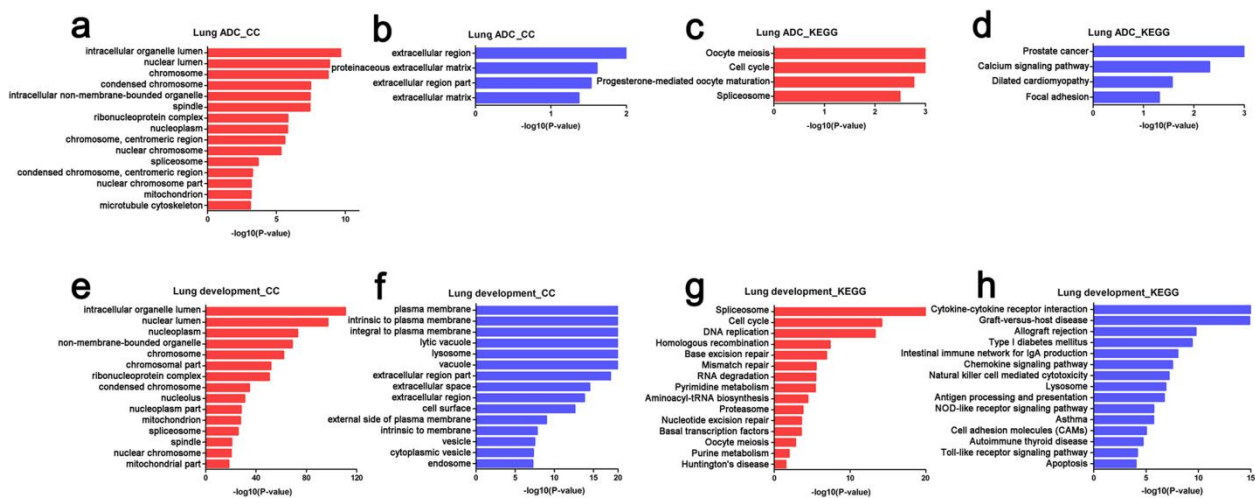 a
Lung ADC_CC
intracellular organelle lumen
nuclear lumen
chromosome
condensed chromosome
intracellular non-membrane-bounded organelle
spindle
ribonucleoprotein complex
nucleoplasm
chromosome, centromeric region
nuclear chromosome
spliceosome
condensed chromosome, centromeric region
nuclear chromosome part
mitochondrion
microtubule cytoskeleton
0 5 10
-log10(P-value)
b
Lung ADC_CC
extracellular region
proteinaceous extracellular matrix
extracellular region part
extracellular matrix
0 1 2
-log10(P-value)
c
Lung ADC_KEGG
Oocyte meiosis
Cell cycle
Progesterone-mediated oocyte maturation
Spliceosome
0 1 2 3
-log10(P-value)
d
Lung ADC_KEGG
Prostate cancer
Calcium signaling pathway
Dilated cardiomyopathy
Focal adhesion
0 1 2 3
-log10(P-value)
e
Lung development_CC
intracellular organelle lumen
nuclear lumen
nucleoplasm
non-membrane-bounded organelle
chromosome
chromosomal part
ribonucleoprotein complex
condensed chromosome
nucleolus
nucleoplasm part
mitochondrion
spliceosome
spindle
nuclear chromosome
mitochondrial part
0 40 80 120
-log10(P-value)
f
Lung development_CC
plasma membrane
intrinsic to plasma membrane
integral to plasma membrane
lytic vacuole
lysosome
vacuole
extracellular region part
extracellular space
extracellular region
cell surface
external side of plasma membrane
intrinsic to membrane
vesicle
cytoplasmic vesicle
endosome
0 5 10 15 20 20
-log10(P-value)
g
Lung development_KEGG
Spliceosome
Cell cycle
DNA replication
Homologous recombination
Base excision repair
Mismatch repair
RNA degradation
Pyrimidine metabolism
Aminoacyl-tRNA biosynthesis
Proteasome
Nucleotide excision repair
Basal transcription factors
Oocyte meiosis
Purine metabolism
Huntington's disease
0 10 20
-log10(P-value)
h
Lung development_KEGG
Cytokine-cytokine receptor interaction
Graft-versus-host disease
Allograft rejection
Type I diabetes mellitus
Intestinal immune network for IgA production
Chemokine signaling pathway
Natural killer cell mediated cytotoxicity
Lysosome
Antigen processing and presentation
NOD-like receptor signaling pathway
Asthma
Cell adhesion molecules (CAMs)
Autoimmune thyroid disease
Toll-like receptor signaling pathway
Apoptosis
0 5 10 15
-log10(P-value)